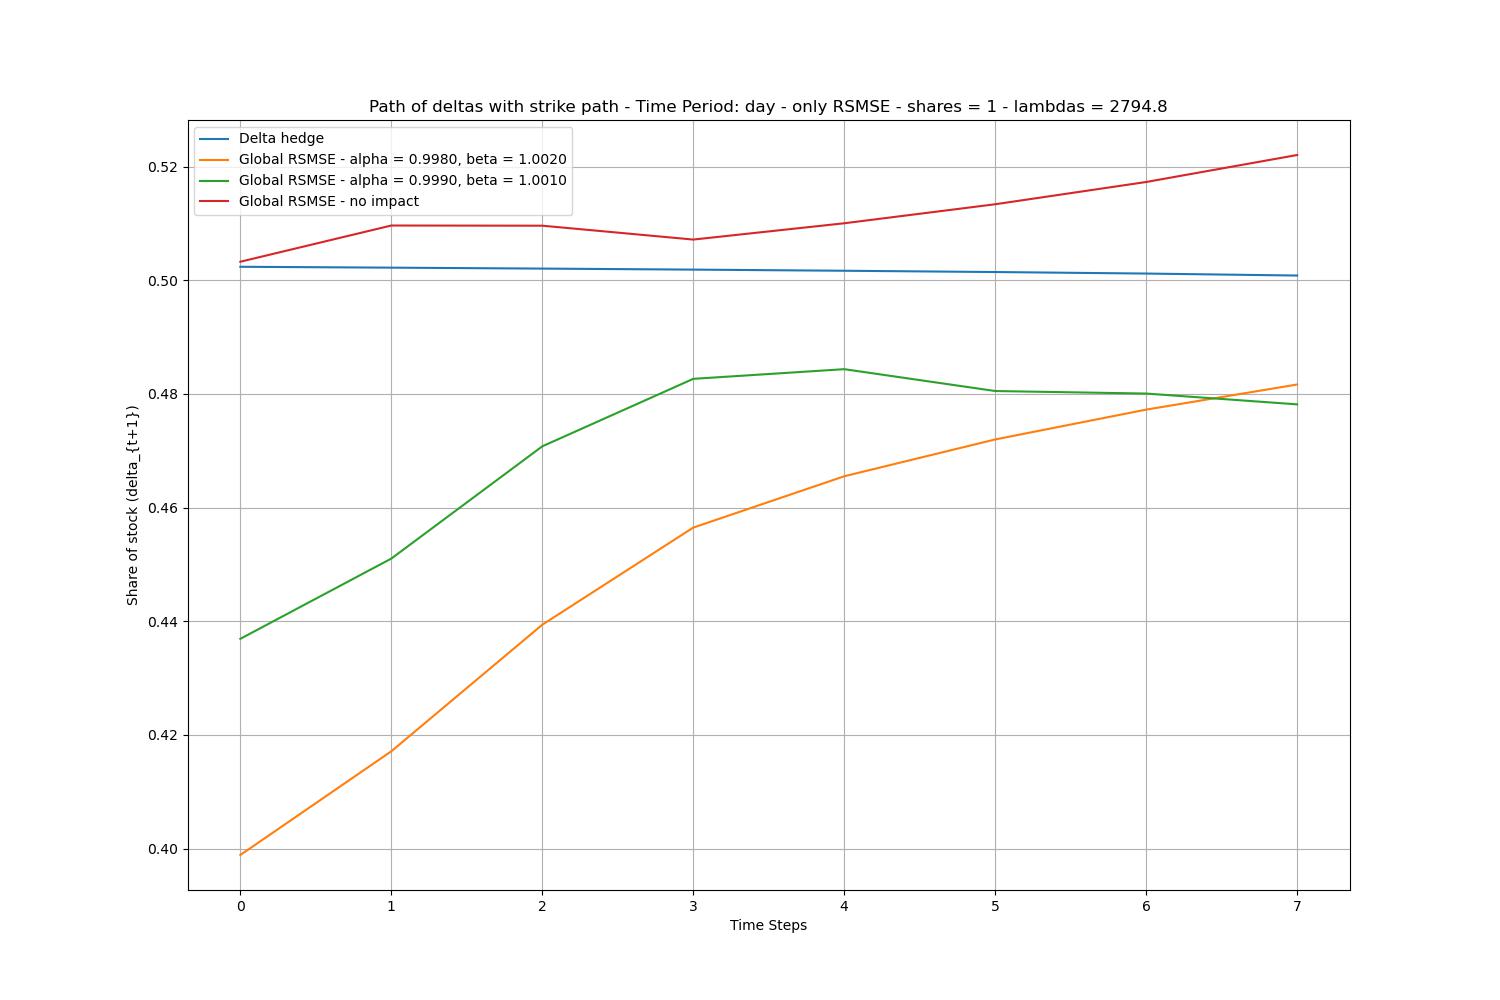 Path of deltas with strike path - Time Period: day - only RSMSE - shares = 1 - lambdas = 2794.8
Delta hedge
Global RSMSE - alpha = 0.9980, beta = 1.0020
Global RSMSE - alpha = 0.9990, beta = 1.0010
Global RSMSE - no impact
0.52
0.50
0.48
0.46
0.44
0.42
0.40
Share of stock (delta_{t+1})
0 1 2 3 4 5 6 7
Time Steps